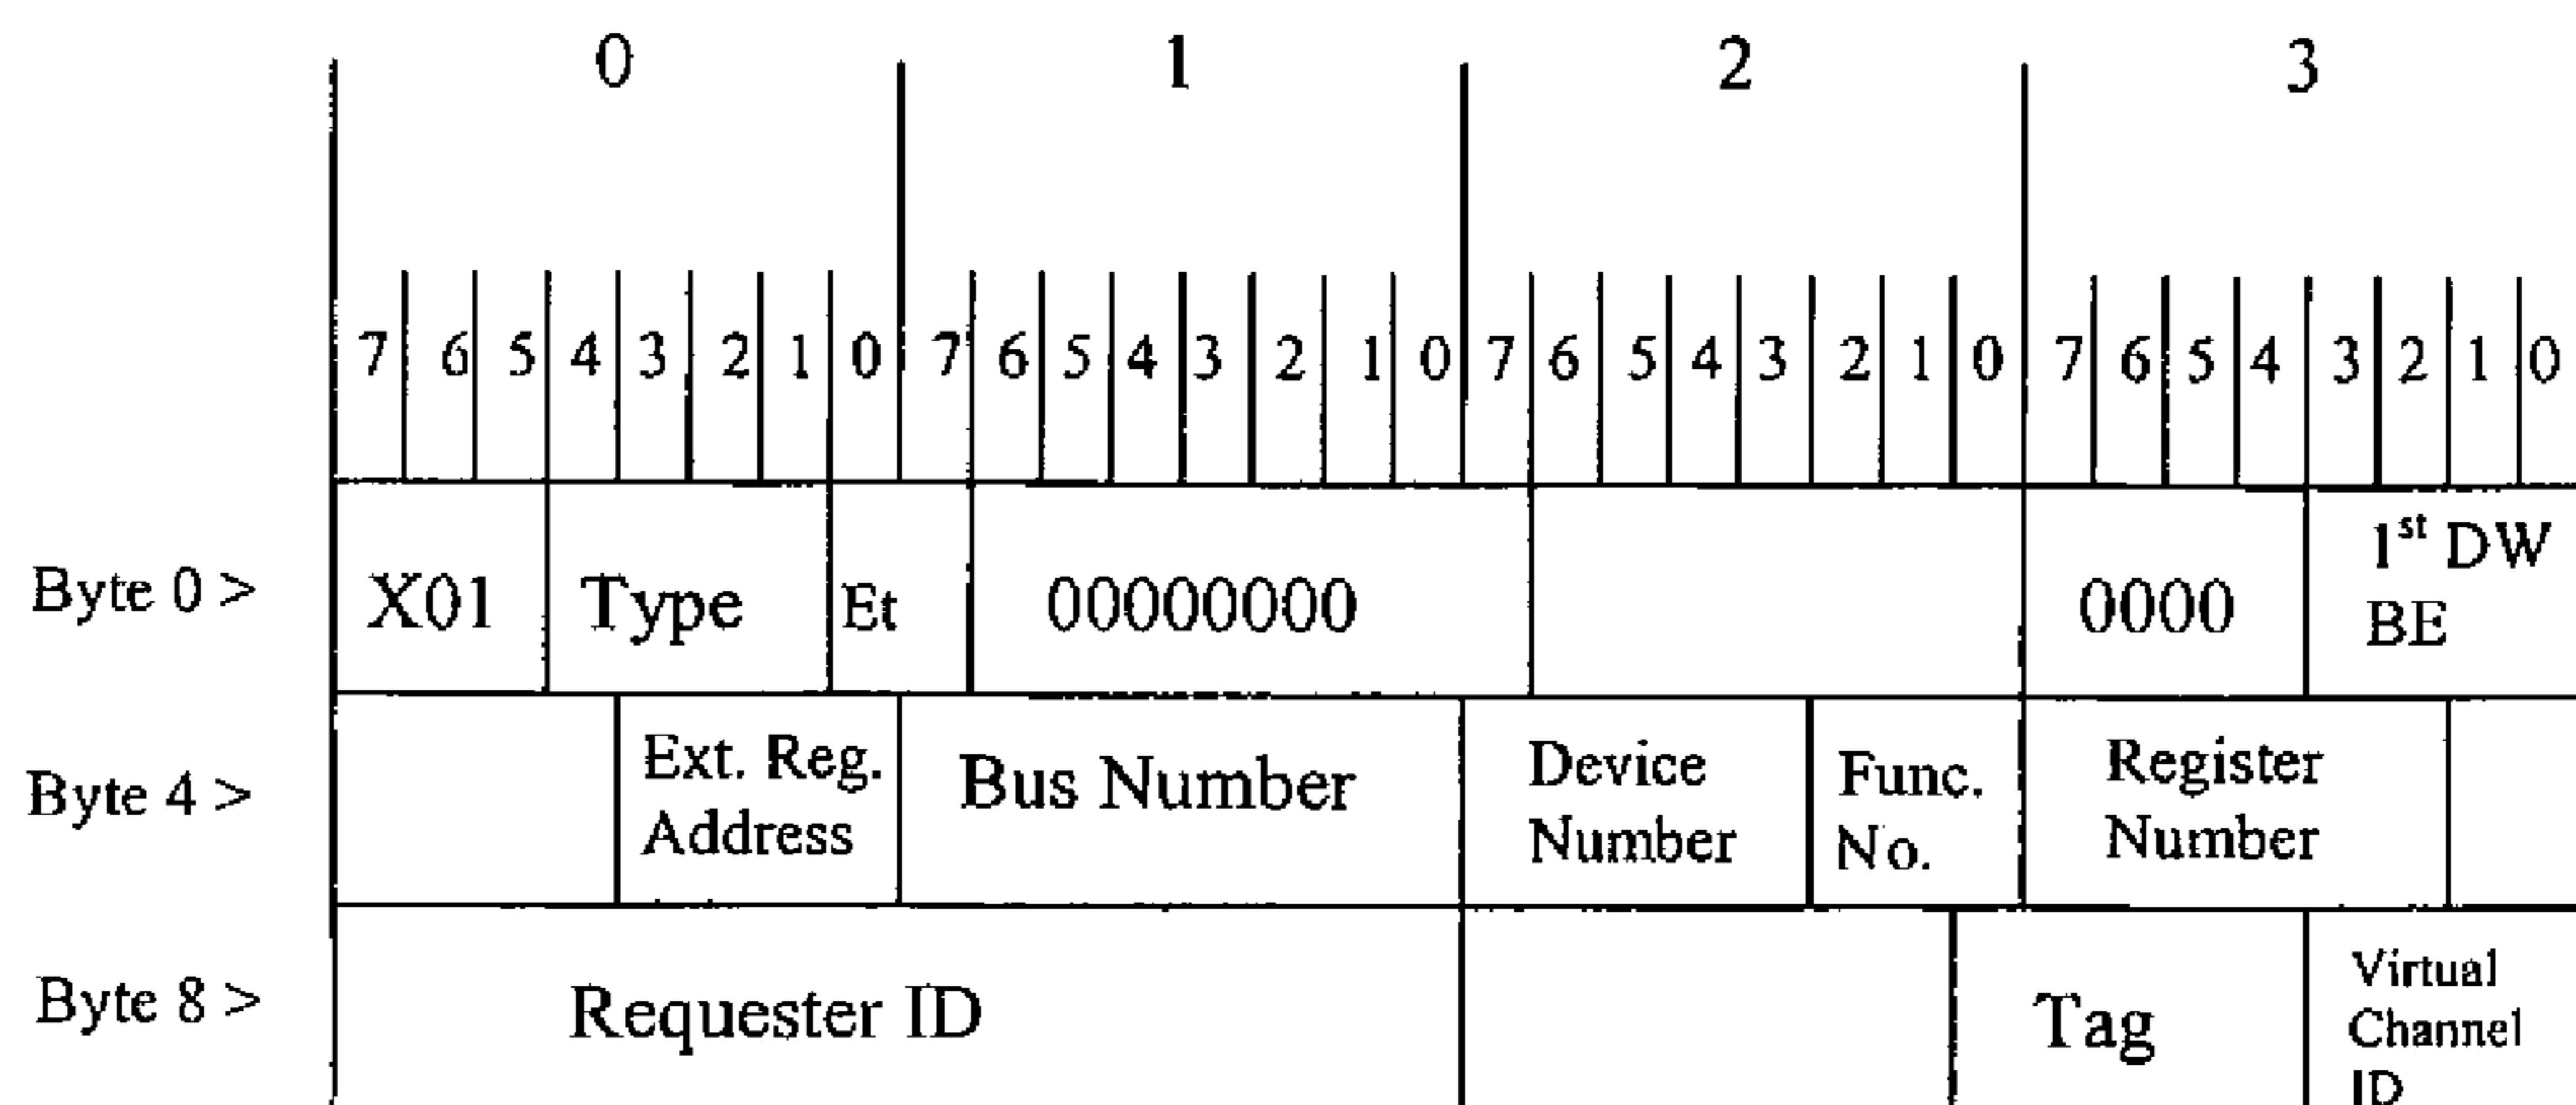 0 1 2 3
7 6 5 4 3 2 1 0 7 6 5 4 3 2 1 0 7 6 5 4 3 2 1 0 7 6 5 4 3 2 1 0
Byte 0 > X01 Type Et 00000000 0000 1st DW
BE
Byte 4 > Ext. Reg.
Address
Bus Number
Device
Number
Func.
No.
Register
Number
Byte 8 > Requester ID Tag
Virtual
Channel
ID